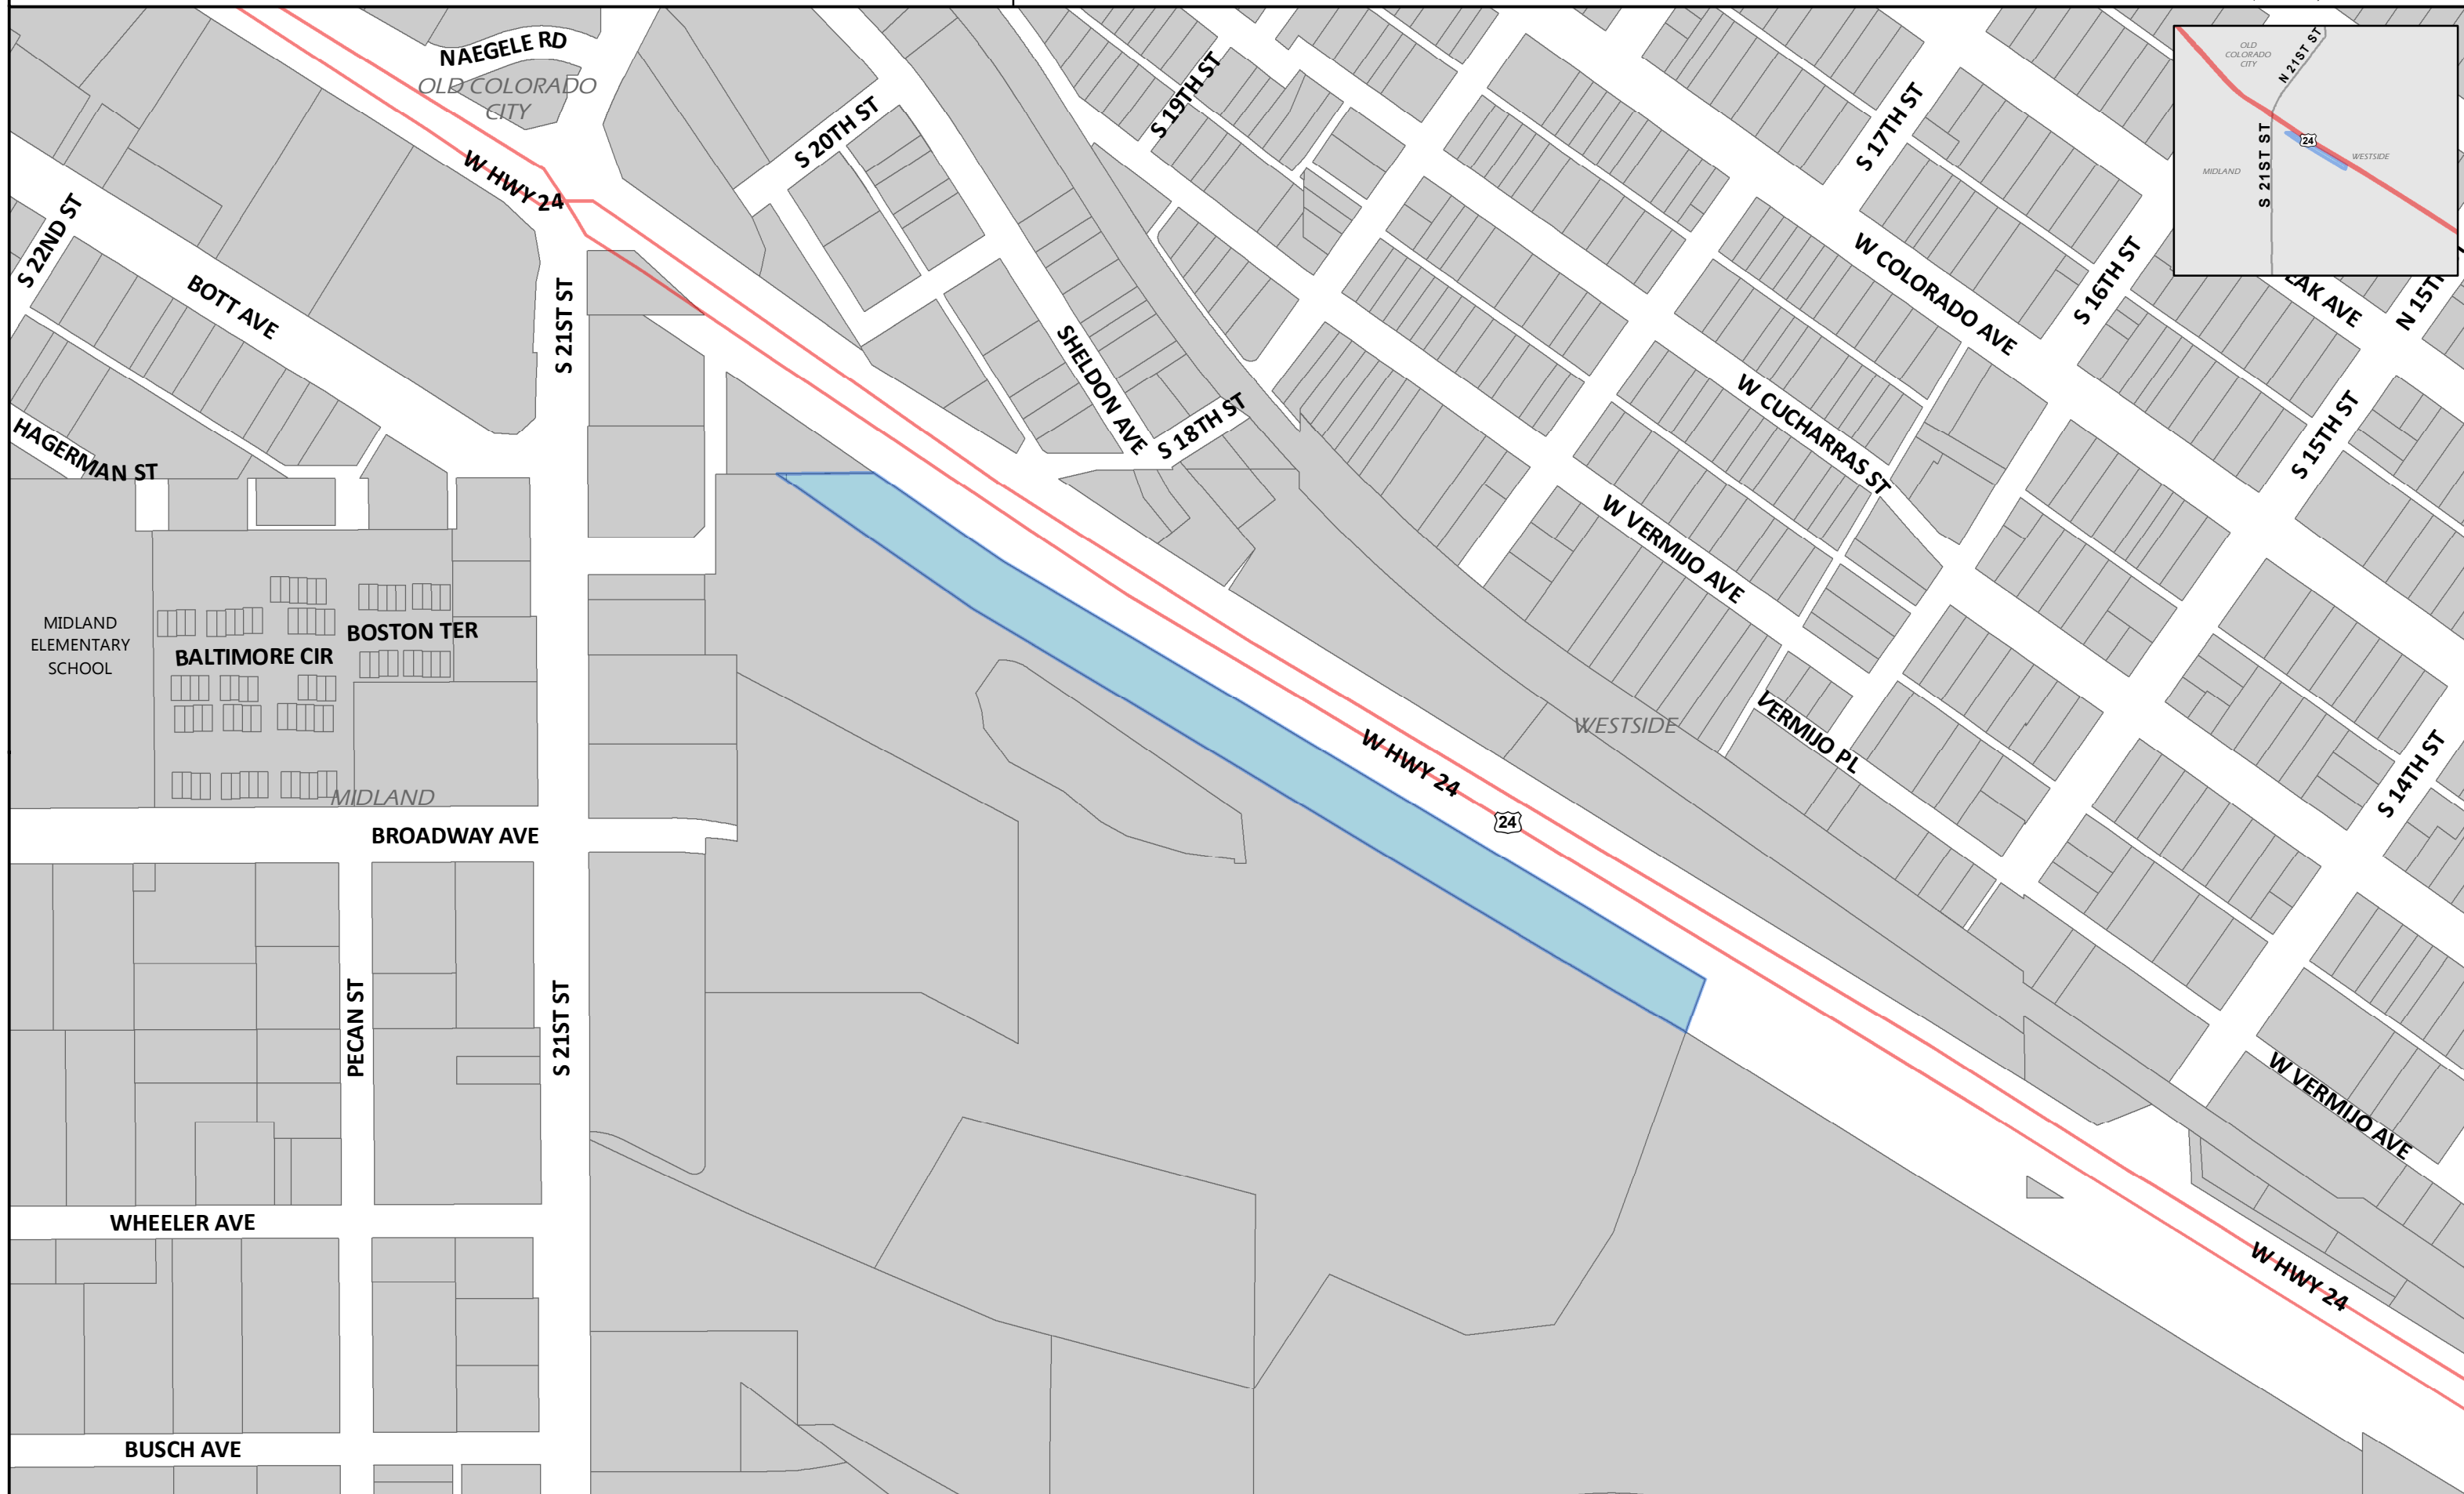 NAEGELE RD
OLD COLORADO
CITY
S 20TH ST
S 19TH ST
S 17TH ST
W HWY 24
S 22ND ST
BOTT AVE
S 21ST ST
SHELDON AVE
S 18TH ST
W COLORADO AVE
S 16TH ST
EAK AVE
N 15TH
OLD
COLORADO
CITY
N 21ST ST
S 21ST ST
24
WESTSIDE
MIDLAND
W CUCHARRAS ST
S 15TH ST
HAGERMAN ST
W VERMIJO AVE
MIDLAND
ELEMENTARY
SCHOOL
BOSTON TER
BALTIMORE CIR
WESTSIDE
VERMIJO PL
W HWY 24
24
S 14TH ST
MIDLAND
BROADWAY AVE
PECAN ST
S 21ST ST
W VERMIJO AVE
WHEELER AVE
W HWY 24
BUSCH AVE